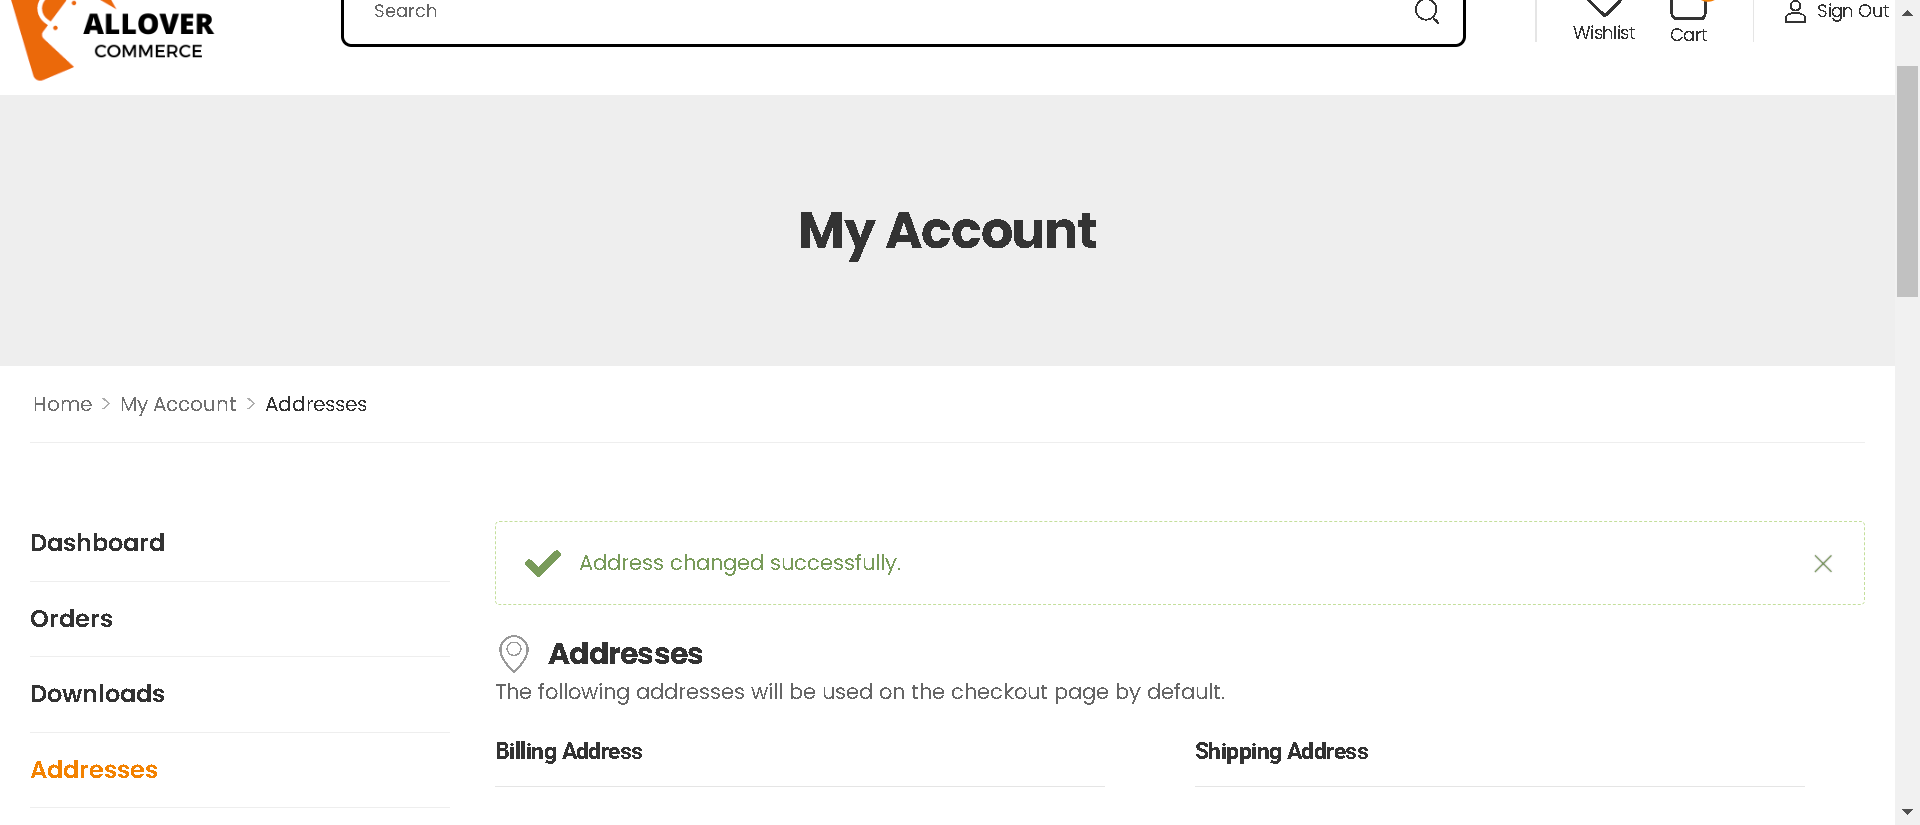 ALLOVER
COMMERCE
Search
Wishlist
Cart
Sign Out
My Account
Home > My Account > Addresses
Dashboard
Orders
Downloads
Addresses
Address changed successfully.
Addresses
The following addresses will be used on the checkout page by default.
Billing Address
Shipping Address